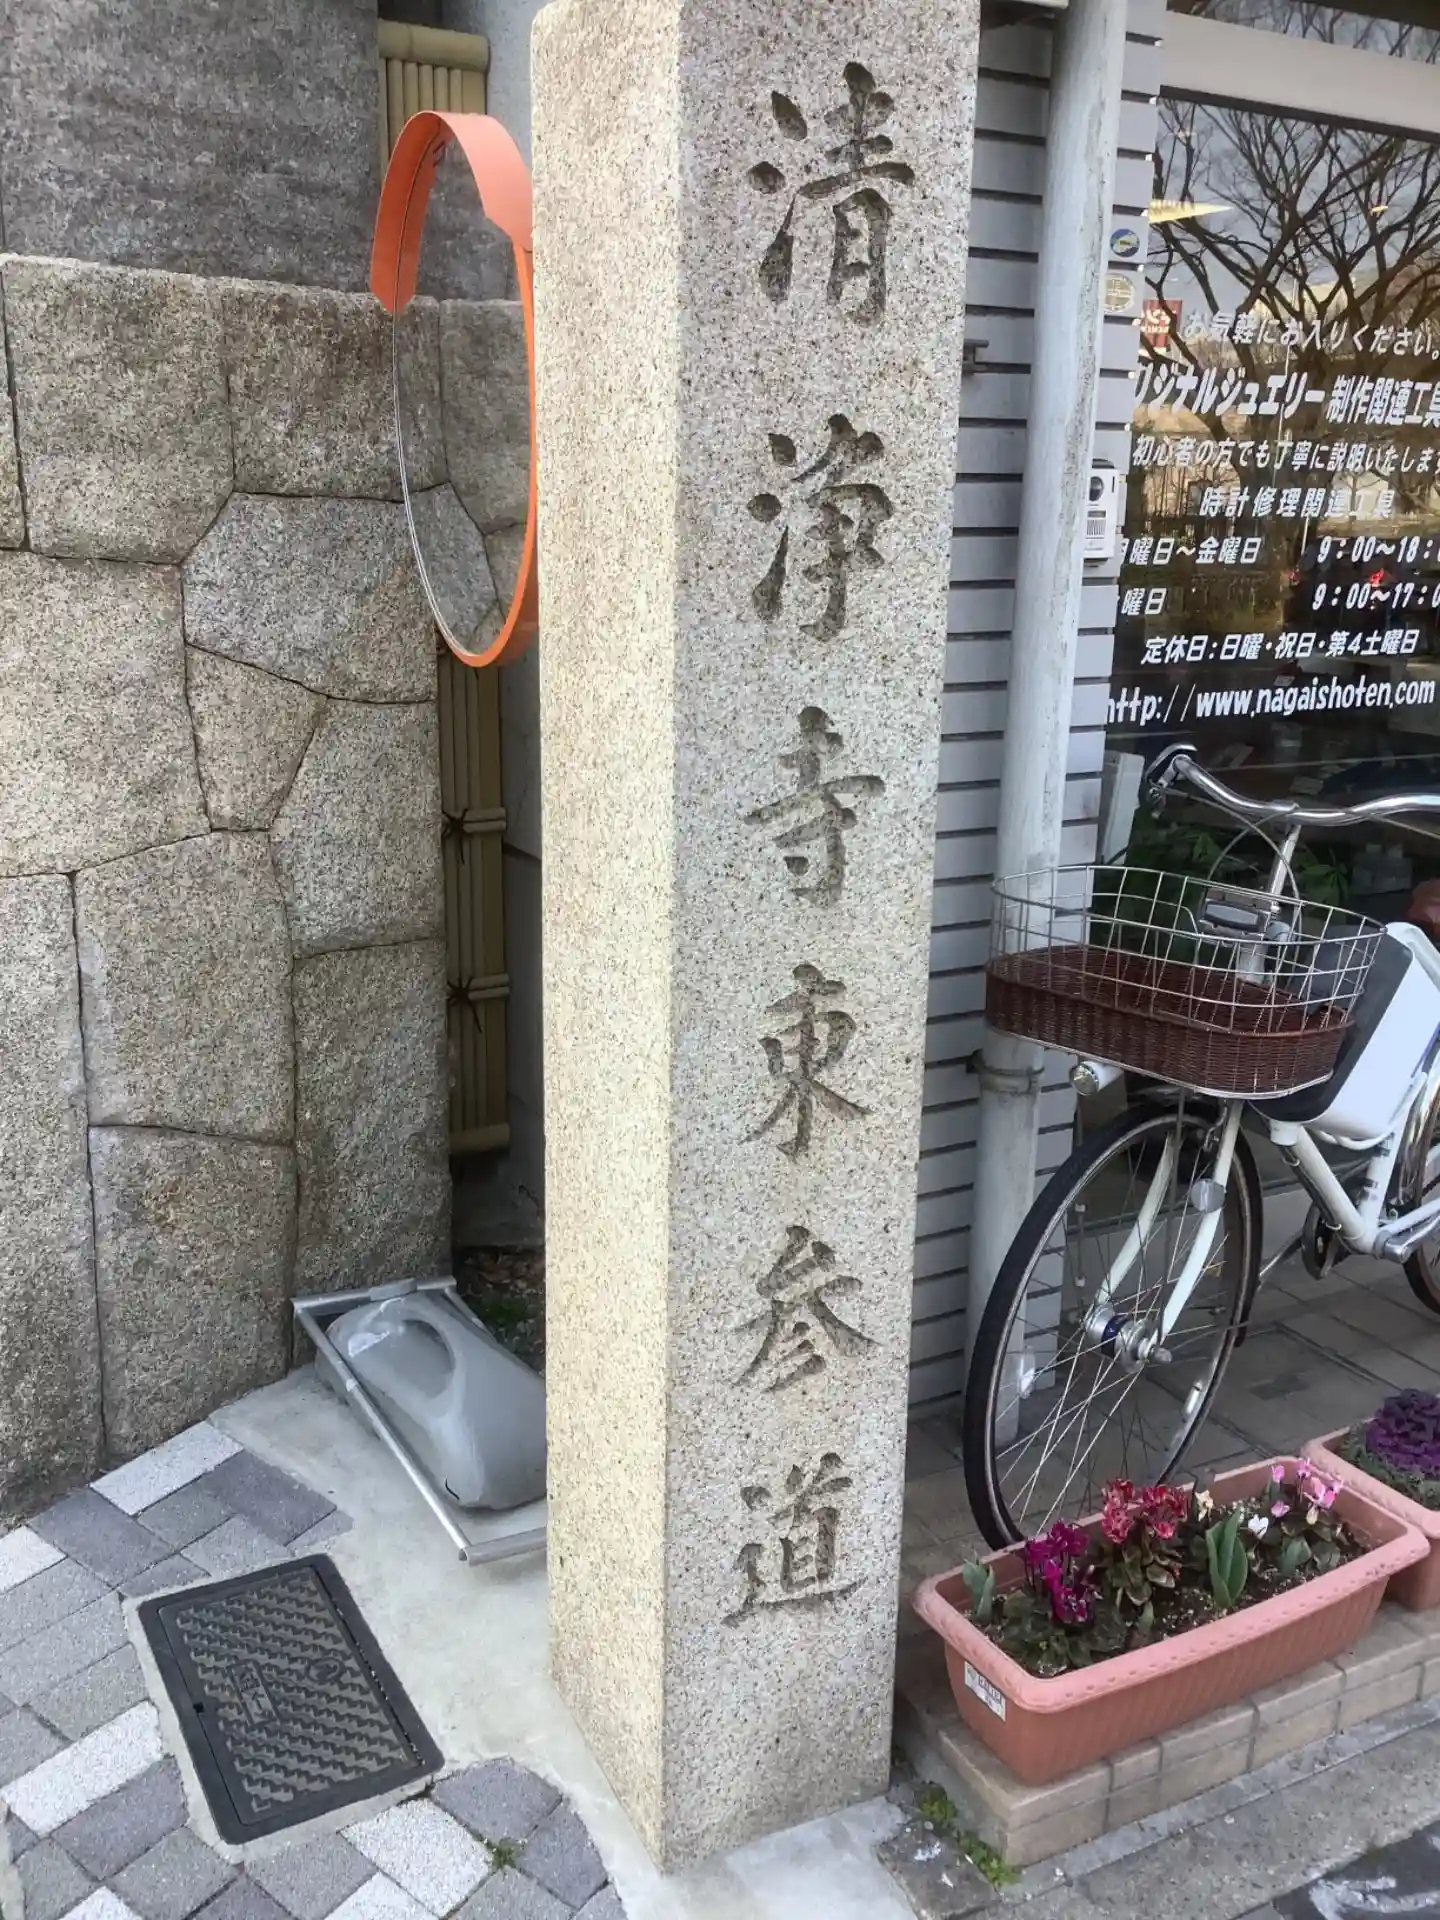 清浄寺東参道
お気軽にお入りください。
リジナルジュエリー制作関連工具
初心者の方でも丁寧に説明いたします
時計修理関連工具
月曜日～金曜日 9:00～18:0
曜日 9:00～17:0
定休日:日曜・祝日・第4土曜日
http://www.nagaishoten.com